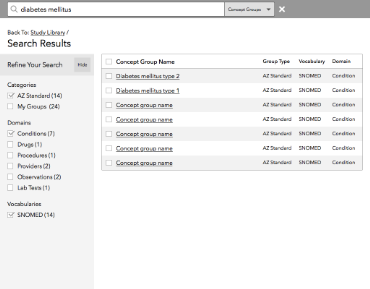 diabetes mellitus
Concept Groups
Back To: Study Library /
Search Results
Refine Your Search
Hide
Categories
AZ Standard (14)
My Groups (24)
Domains
Conditions (7)
Drugs (1)
Procedures (1)
Providers (2)
Observations (2)
Lab Tests (1)
Vocabularies
SNOMED (14)
Concept Group Name Group Type Vocabulary Domain
Diabetes mellitus type 2 AZ Standard SNOMED Condition
Diabetes mellitus type 1 AZ Standard SNOMED Condition
Concept group name AZ Standard SNOMED Condition
Concept group name AZ Standard SNOMED Condition
Concept group name AZ Standard SNOMED Condition
Concept group name AZ Standard SNOMED Condition
Concept group name AZ Standard SNOMED Condition